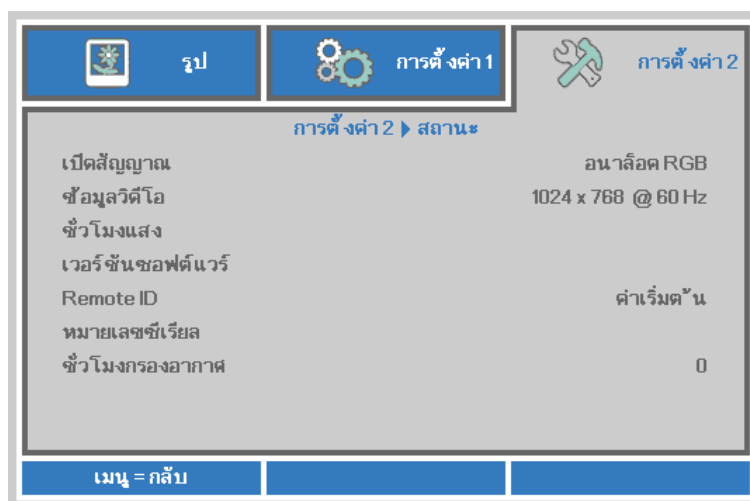 รูป
การตั้งค่า 1
การตั้งค่า 2
การตั้งค่า 2 ▶ สถานะ
เปิดสัญญาณ อนาล็อค RGB
ข้อมูลวิดีโอ 1024 x 768 @ 60 Hz
ชั่วโมงแสง
เวอร์ชันซอฟต์แวร์
Remote ID ค่าเริ่มต้น
หมายเลขซีเรียล
ชั่วโมงกรองอากาศ 0
เมนู = กลับ